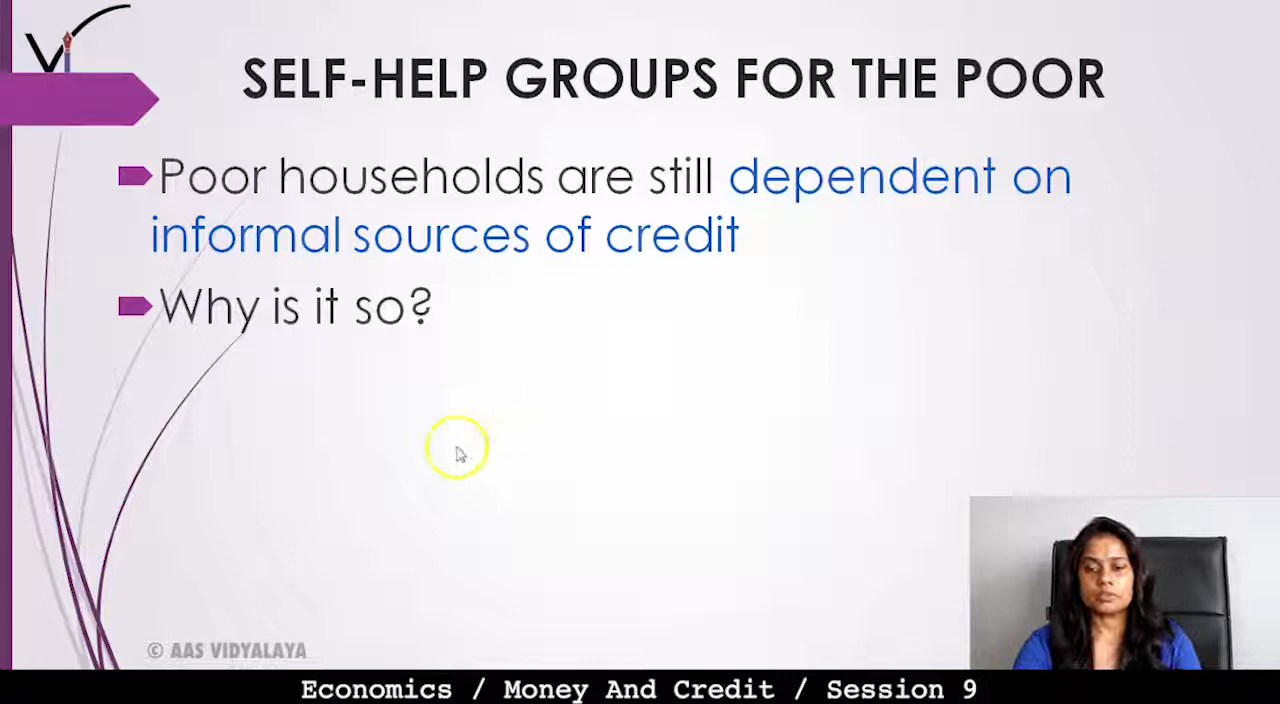 SELF-HELP GROUPS FOR THE POOR
Poor households are still dependent on
informal sources of credit
Why is it so?
© AAS VIDYALAYA
Economics / Money And Credit / Session 9